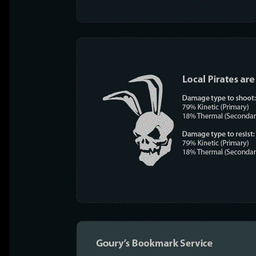 Local Pirates are
Damage type to shoot:
79% Kinetic (Primary)
18% Thermal (Secondar
Damage type to resist:
79% Kinetic (Primary)
18% Thermal (Secondar
Goury's Bookmark Service